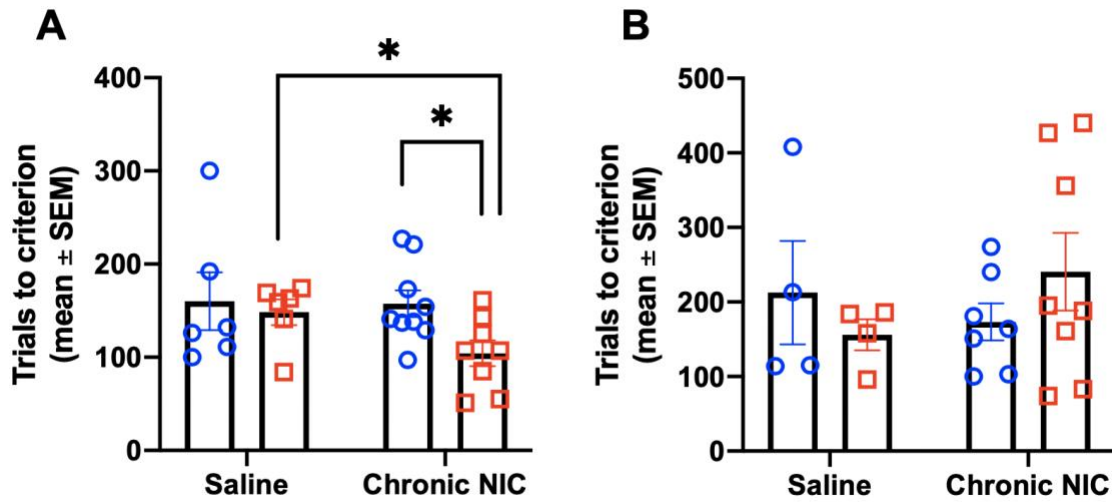 A
B
Trials to criterion
(mean ± SEM)
400
300
200
100
0
*
*
Saline
Chronic NIC
Trials to criterion
(mean ± SEM)
500
400
300
200
100
0
Saline
Chronic NIC